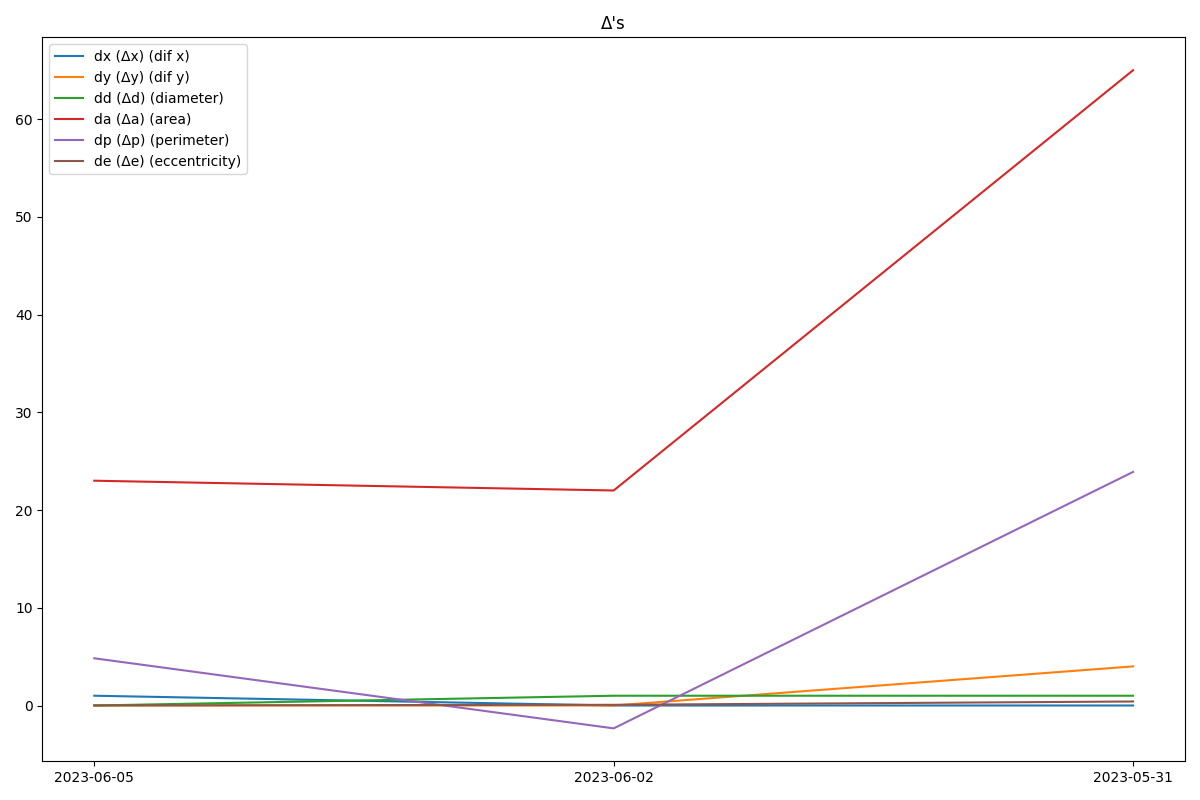 Δ's
dx (Δx) (dif x)
dy (Δy) (dif y)
dd (Δd) (diameter)
da (Δa) (area)
dp (Δp) (perimeter)
de (Δe) (eccentricity)
60
50
40
30
20
10
0
2023-06-05
2023-06-02
2023-05-31